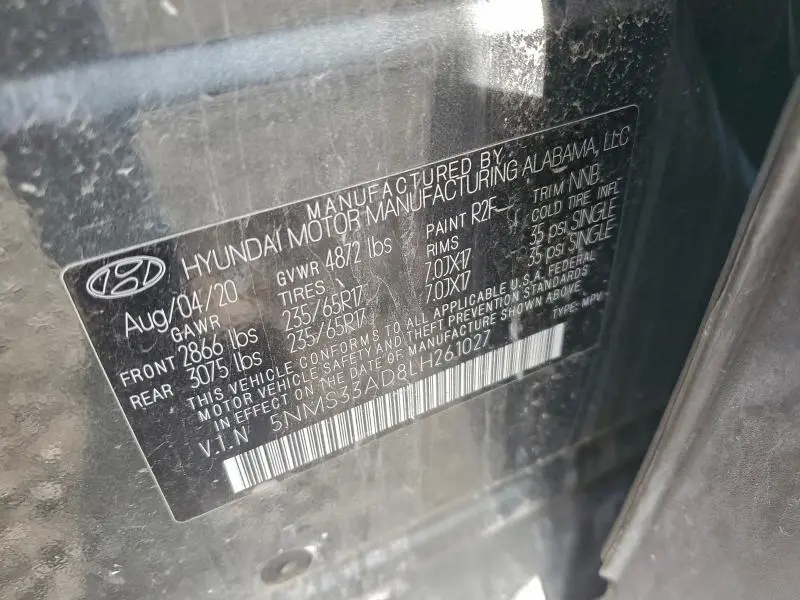 MANUFACTURED BY
HYUNDAI MOTOR MANUFACTURING ALABAMA, LLC
Aug/04/20 GVWR 4872 lbs PAINT R2F TRIM NNB
GAWR TIRES RIMS COLD TIRE INFL
FRONT 2866 lbs 235/65R17 7.0JX17 35 psi SINGLE
REAR 3075 lbs 235/65R17 7.0JX17 35 psi SINGLE
THIS VEHICLE CONFORMS TO ALL APPLICABLE U.S.A. FEDERAL
MOTOR VEHICLE SAFETY AND THEFT PREVENTION STANDARDS
IN EFFECT ON THE DATE OF MANUFACTURE SHOWN ABOVE.
V.I.N 5NMS33AD8LH261027 TYPE: MPV